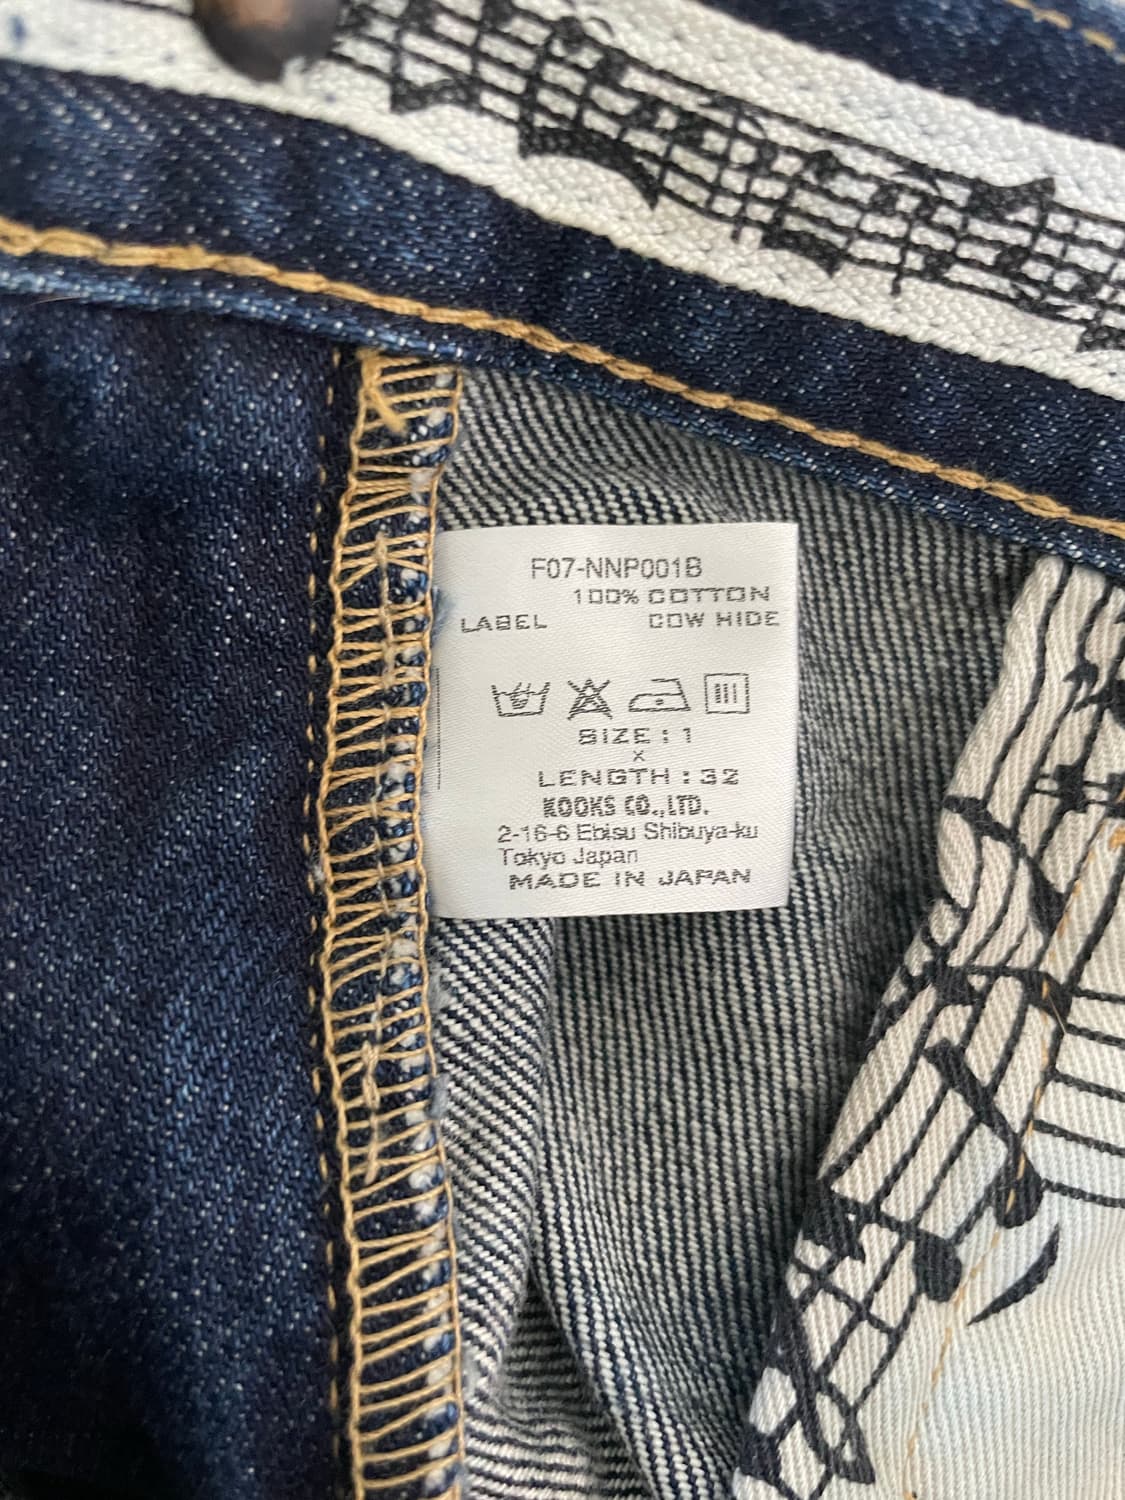 F07-NNP001B
100% COTTON
LABEL COW HIDE
SIZE : 1
X
LENGTH : 32
KOOKS CO.,LTD.
2-16-6 Ebisu Shibuya-ku
Tokyo Japan
MADE IN JAPAN